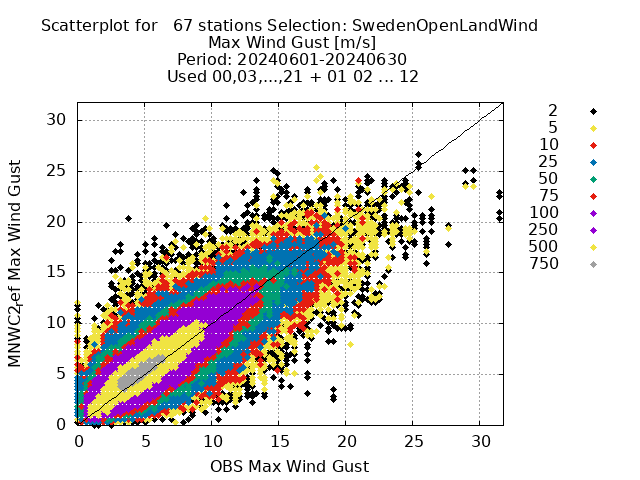 Scatterplot for 67 stations Selection: SwedenOpenLandWind
Max Wind Gust [m/s]
Period: 20240601-20240630
Used 00,03,...,21 + 01 02 ... 12
MNWC2ref Max Wind Gust
30
25
20
15
10
5
0
0 5 10 15 20 25 30
OBS Max Wind Gust
2
5
10
25
50
75
100
250
500
750